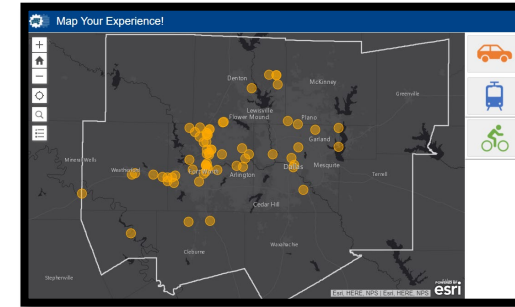 Map Your Experience!
Denton
McKinney
Greenville
Lewisville
Flower Mound
Plano
Garland
Mineral Wells
Weatherford
Fort Worth
Arlington
Dallas
Mesquite
Terrell
Cedar Hill
Cleburne
Waxahachie
Stephenville
Esri, HERE, NPS | Esri, HERE, NPS
POWERED BY
esri